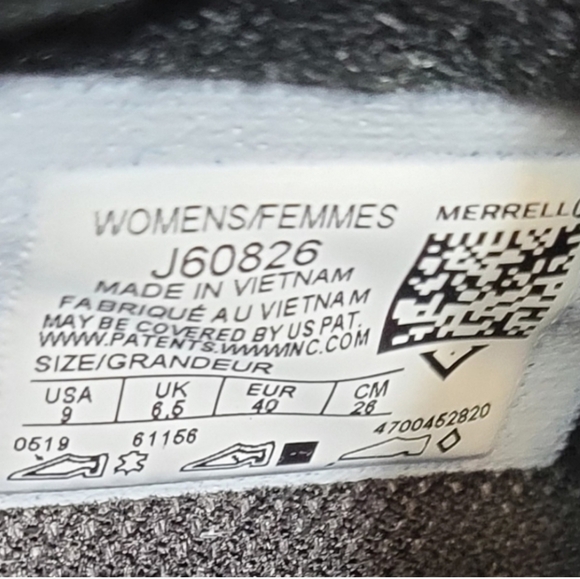 WOMENS/FEMMES
MERRELL
J60826
MADE IN VIETNAM
FABRIQUÉ AU VIETNAM
MAY BE COVERED BY US PAT.
WWW.PATENTS.WWWINC.COM
SIZE/GRANDEUR
USA UK EUR CM
9 6.5 40 26
0519 61156 4700452820